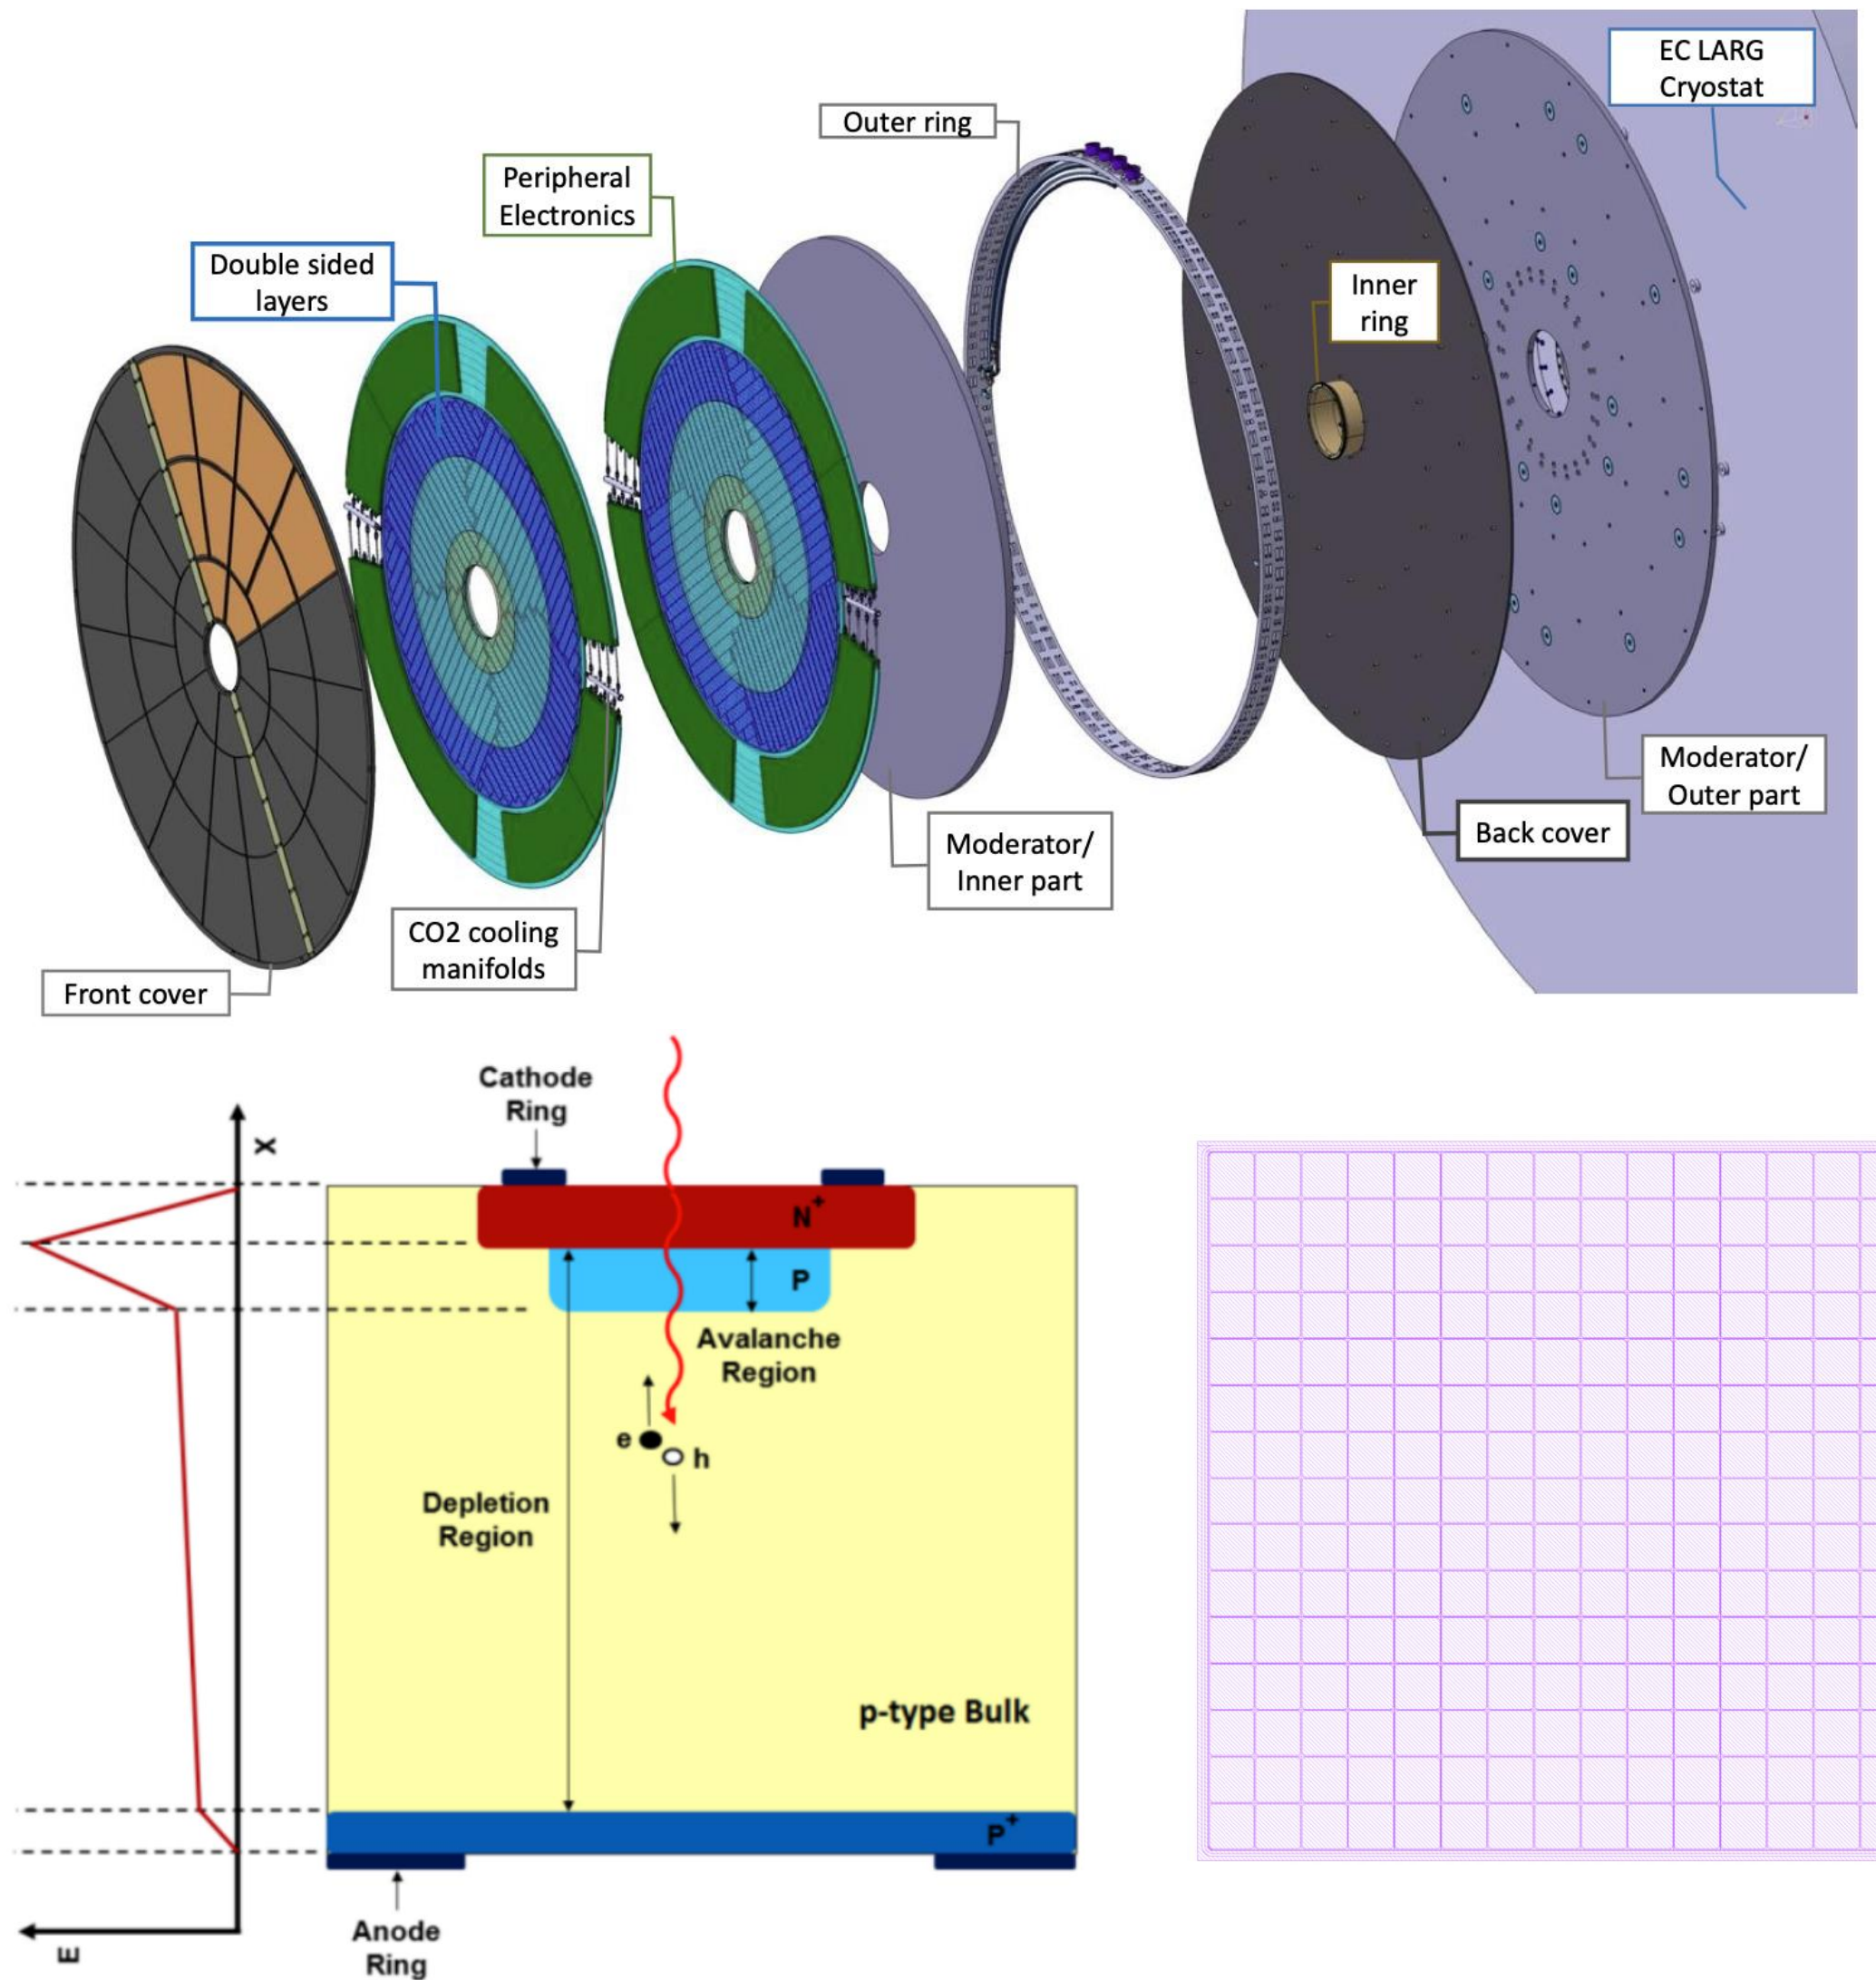 EC LARG
Cryostat
Outer ring
Peripheral
Electronics
Double sided
layers
Inner
ring
Moderator/
Outer part
Back cover
Moderator/
Inner part
CO2 cooling
manifolds
Front cover
Cathode
Ring
X
N+
P
Avalanche
Region
e
h
Depletion
Region
p-type Bulk
P+
Anode
Ring
E